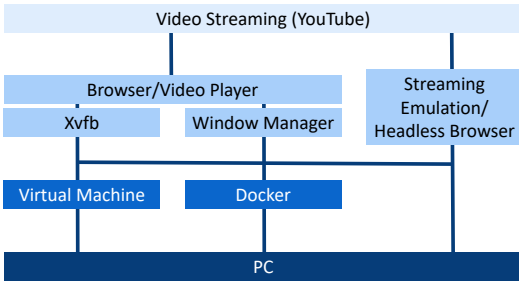 Video Streaming (YouTube)
Browser/Video Player
Streaming
Emulation/
Headless Browser
Xvfb
Window Manager
Virtual Machine
Docker
PC